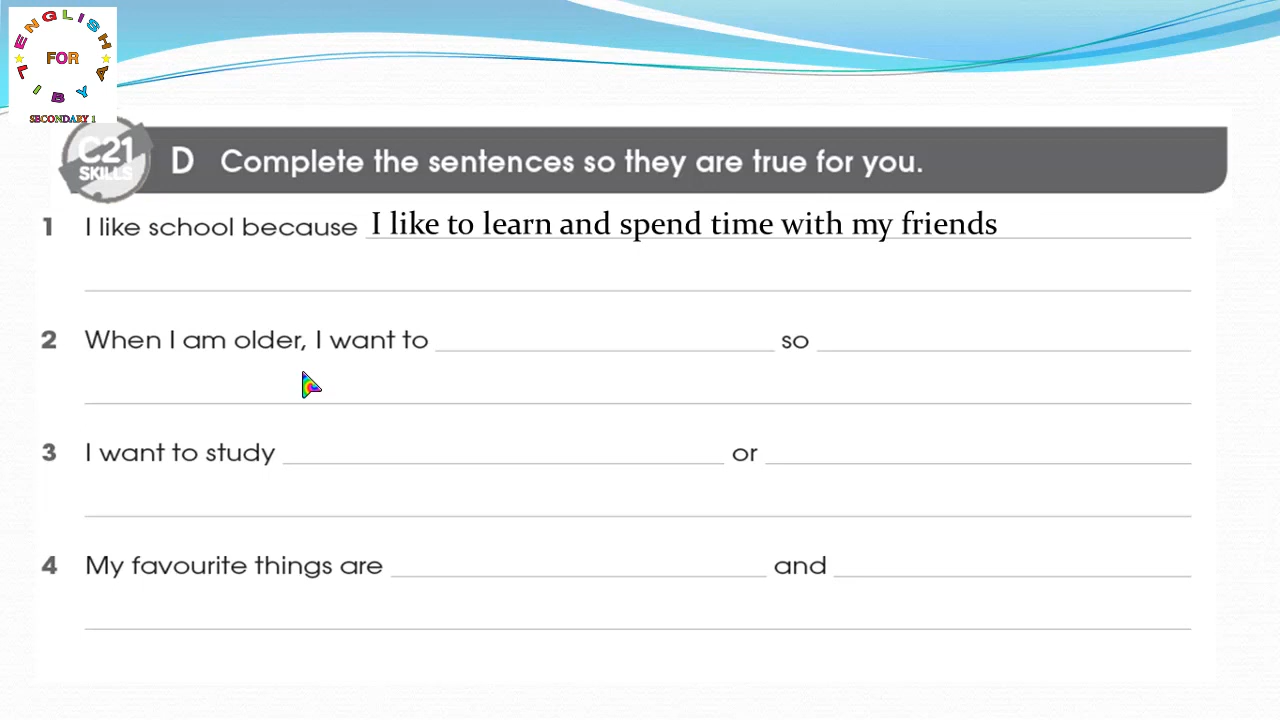 ENGLISH
FOR
LIBYA
SECONDARY 1
C21
SKILLS
D Complete the sentences so they are true for you.
1 I like school because I like to learn and spend time with my friends
2 When I am older, I want to so
3 I want to study or
4 My favourite things are and